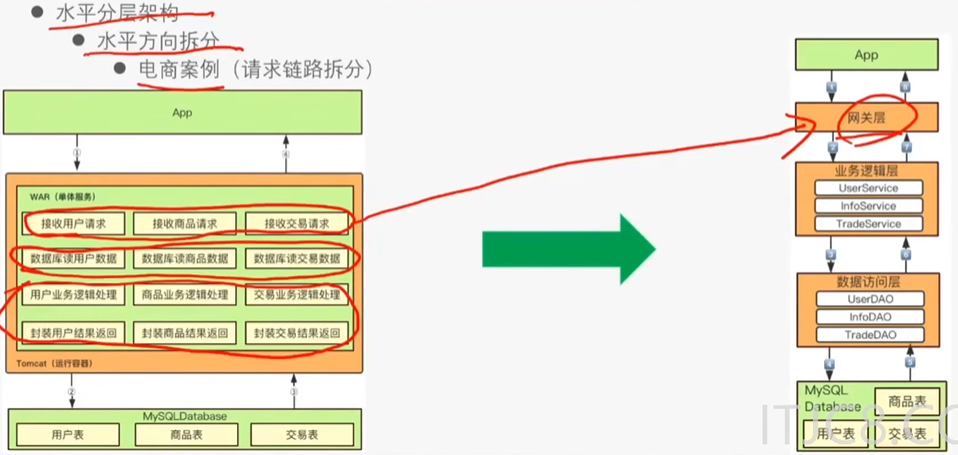 水平分层架构
水平方向拆分
电商案例（请求链路拆分）
App
① ④
WAR（单体服务）
接收用户请求 接收商品请求 接收交易请求
数据库读用户数据 数据库读商品数据 数据库读交易数据
用户业务逻辑处理 商品业务逻辑处理 交易业务逻辑处理
封装用户结果返回 封装商品结果返回 封装交易结果返回
Tomcat（运行容器）
② ③
MySQLDatabase
用户表 商品表 交易表
App
1 8
网关层
2 7
业务逻辑层
UserService
InfoService
TradeService
3 6
数据访问层
UserDAO
InfoDAO
TradeDAO
4 5
MySQL
Database
商品表
用户表 交易表
ITJC8.CO